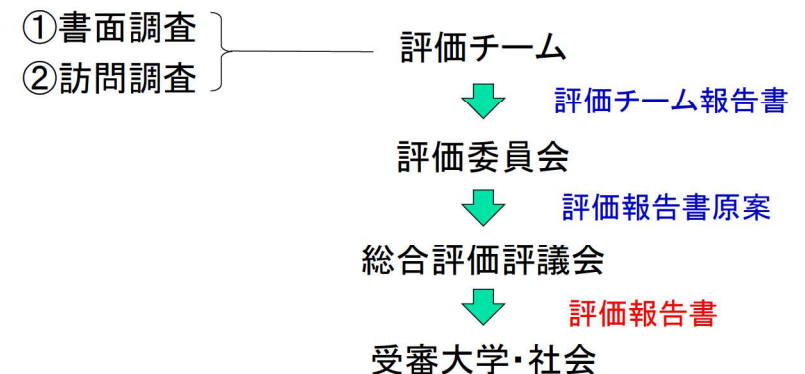 ①書面調査
②訪問調査
評価チーム
評価チーム報告書
評価委員会
評価報告書原案
総合評価評議会
評価報告書
受審大学・社会